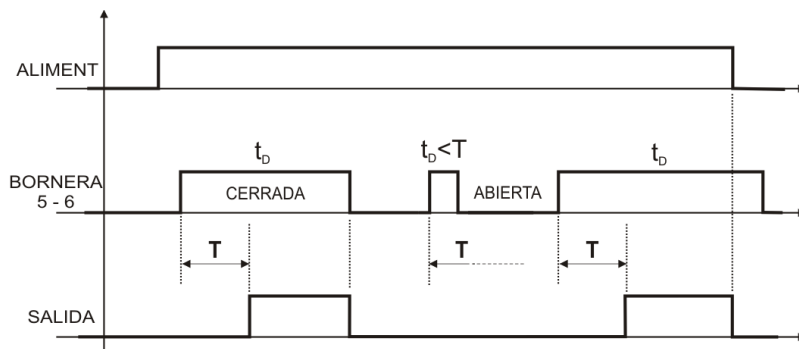 ALIMENT
t_D
t_D<T
t_D
BORNERA
5 - 6
CERRADA
ABIERTA
T
T
T
SALIDA